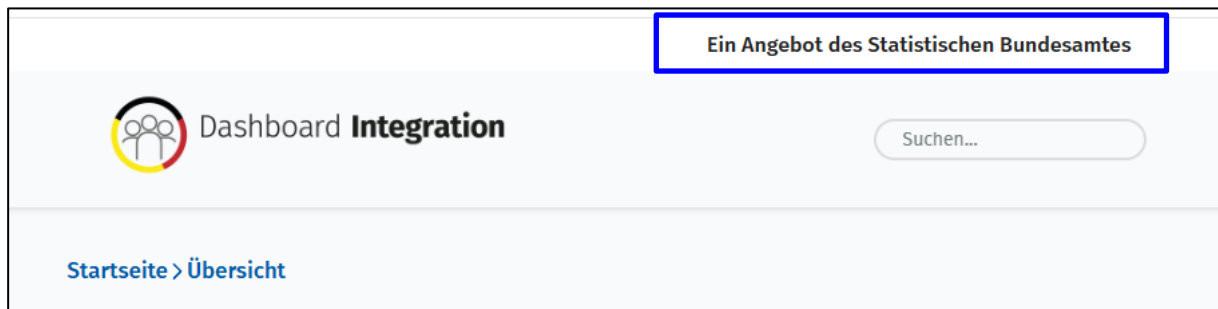 Ein Angebot des Statistischen Bundesamtes
Dashboard Integration
Suchen...
Startseite > Übersicht